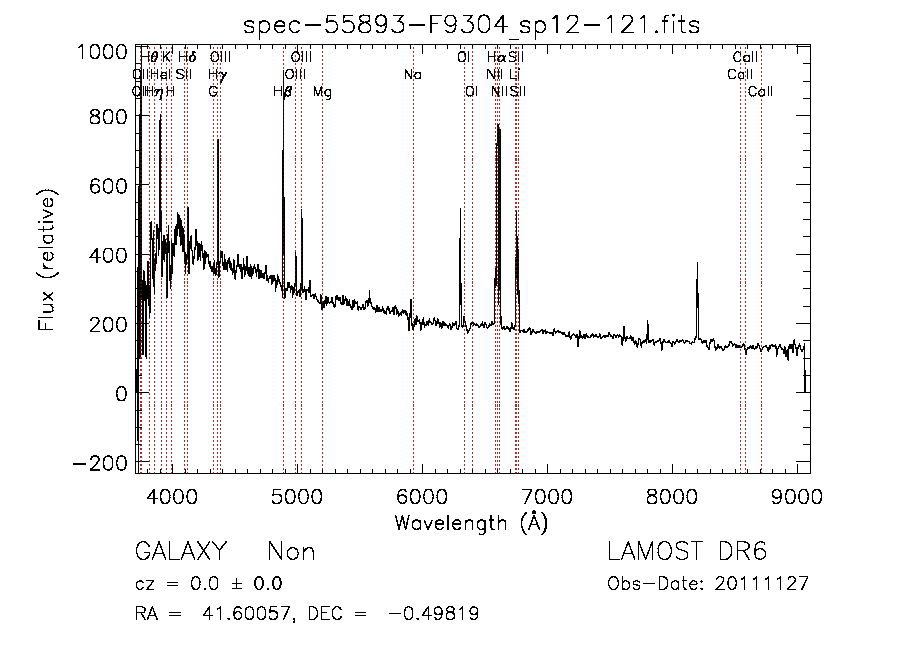 spec-55893-F9304_sp12-121.fits
Hθ K Hδ OIII OIII OI Hα SII CaII
OII HeI SII Hγ OIII Na NII Li CaII
OII Hη H G Hβ Mg OI NII SII CaII
1000
800
600
400
200
0
-200
Flux (relative)
4000 5000 6000 7000 8000 9000
Wavelength (Å)
GALAXY Non LAMOST DR6
cz = 0.0 ± 0.0 Obs-Date: 20111127
RA = 41.60057, DEC = -0.49819